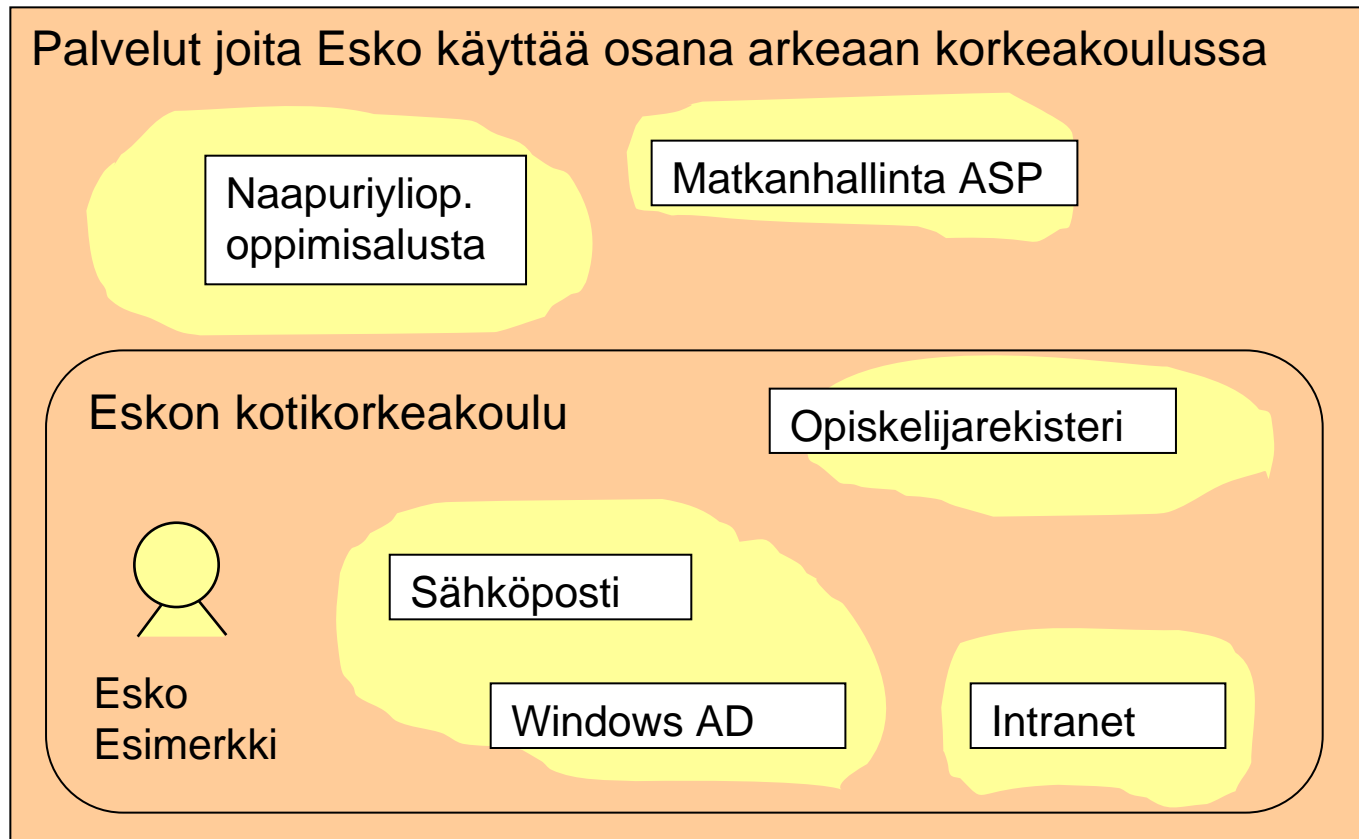 Palvelut joita Esko käyttää osana arkeaan korkeakoulussa
Naapuriyliop.
oppimisalusta
Matkanhallinta ASP
Eskon kotikorkeakoulu
Opiskelijarekisteri
Sähköposti
Esko
Esimerkki
Windows AD
Intranet